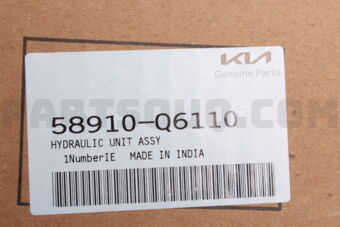 KIA
Genuine Parts
PARTSOUQ.COM
58910-Q6110
HYDRAULIC UNIT ASSY
1NumberIE MADE IN INDIA